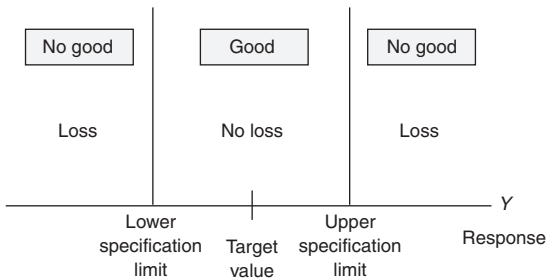 No good
Good
No good
Loss
No loss
Loss
Y
Lower
specification
limit
Target
value
Upper
specification
limit
Response